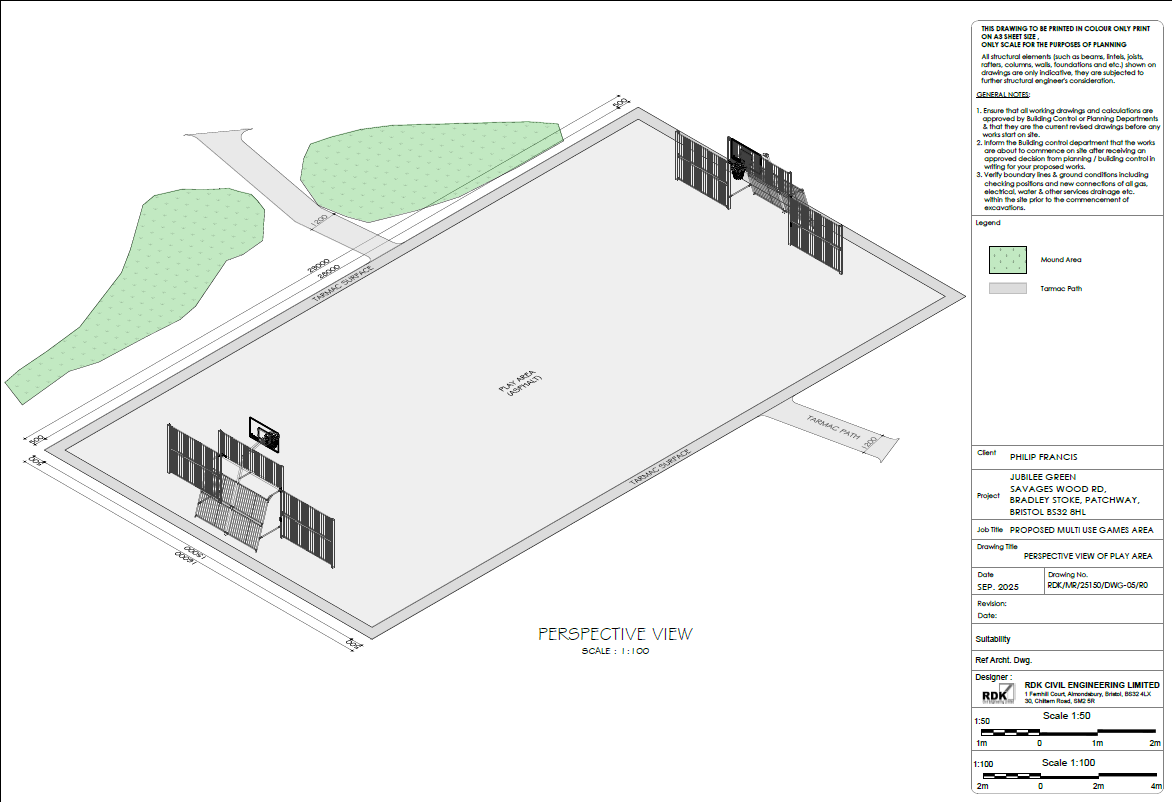 500
1200
29000
28000
TARMAC SURFACE
PLAY AREA
(ASPHALT)
500
500
TARMAC PATH
1200
TARMAC SURFACE
15000
16000
500
PERSPECTIVE VIEW
SCALE : 1:100
THIS DRAWING TO BE PRINTED IN COLOUR ONLY PRINT
ON A3 SHEET SIZE ,
ONLY SCALE FOR THE PURPOSES OF PLANNING
All structural elements (such as beams, lintels, joists,
rafters, columns, walls, foundations and etc.) shown on
drawings are only indicative, they are subjected to
further structural engineer's consideration.
GENERAL NOTES:
1. Ensure that all working drawings and calculations are
approved by Building Control or Planning Departments
& that they are the current revised drawings before any
works start on site.
2. Inform the Building control department that the works
are about to commence on site after receiving an
approved decision from planning / building control in
writing for your proposed works.
3. Verify boundary lines & ground conditions including
checking positions and new connections of all gas,
electrical, water & other services drainage etc.
within the site prior to the commencement of
excavations.
Legend
Mound Area
Tarmac Path
Client PHILIP FRANCIS
Project
JUBILEE GREEN
SAVAGES WOOD RD,
BRADLEY STOKE, PATCHWAY,
BRISTOL BS32 8HL
Job Title PROPOSED MULTI USE GAMES AREA
Drawing Title
PERSPECTIVE VIEW OF PLAY AREA
Date
SEP. 2025
Drawing No.
RDK/MR/25150/DWG-05/R0
Revision:
Date:
Suitability
Ref Archt. Dwg.
Designer :
RDK
RDK CIVIL ENGINEERING LIMITED
1 Fernhill Court, Almondsbury, Bristol, BS32 4LX
30, Chiltern Road, SM2 5R
1:50 Scale 1:50
1m 0 1m 2m
1:100 Scale 1:100
2m 0 2m 4m